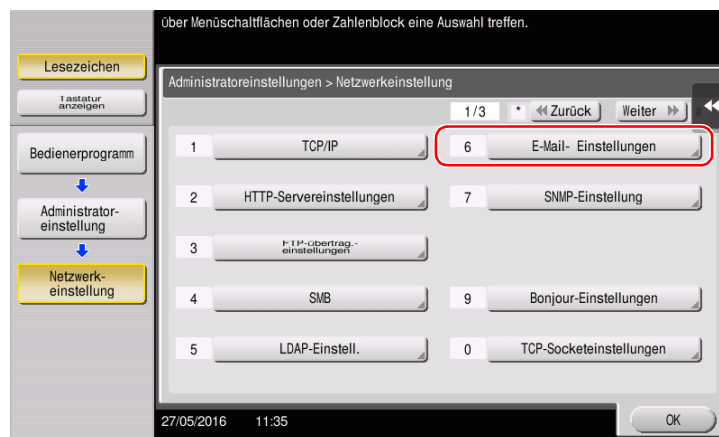 über Menüschaltflächen oder Zahlenblock eine Auswahl treffen.
Lesezeichen
Tastatur
anzeigen
Bedienerprogramm
Administrator-
einstellung
Netzwerk-
einstellung
Administratoreinstellungen > Netzwerkeinstellung
1/3 * Zurück Weiter #
1 TCP/IP
6 E-Mail- Einstellungen
2 HTTP-Servereinstellungen
7 SNMP-Einstellung
3 FTP-übertrag.-
einstellungen
4 SMB
9 Bonjour-Einstellungen
5 LDAP-Einstell.
0 TCP-Socketeinstellungen
27/05/2016 11:35
OK